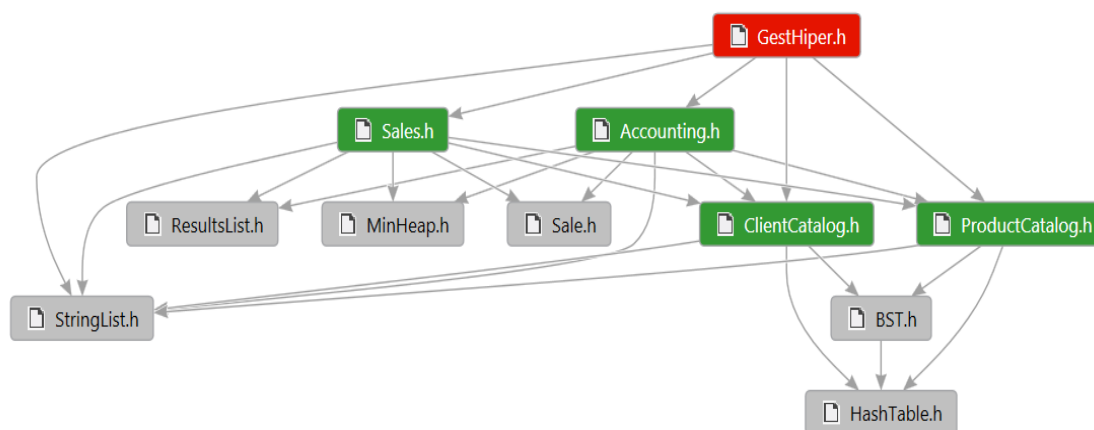 GestHiper.h
Sales.h
Accounting.h
ResultsList.h
MinHeap.h
Sale.h
ClientCatalog.h
ProductCatalog.h
StringList.h
BST.h
HashTable.h